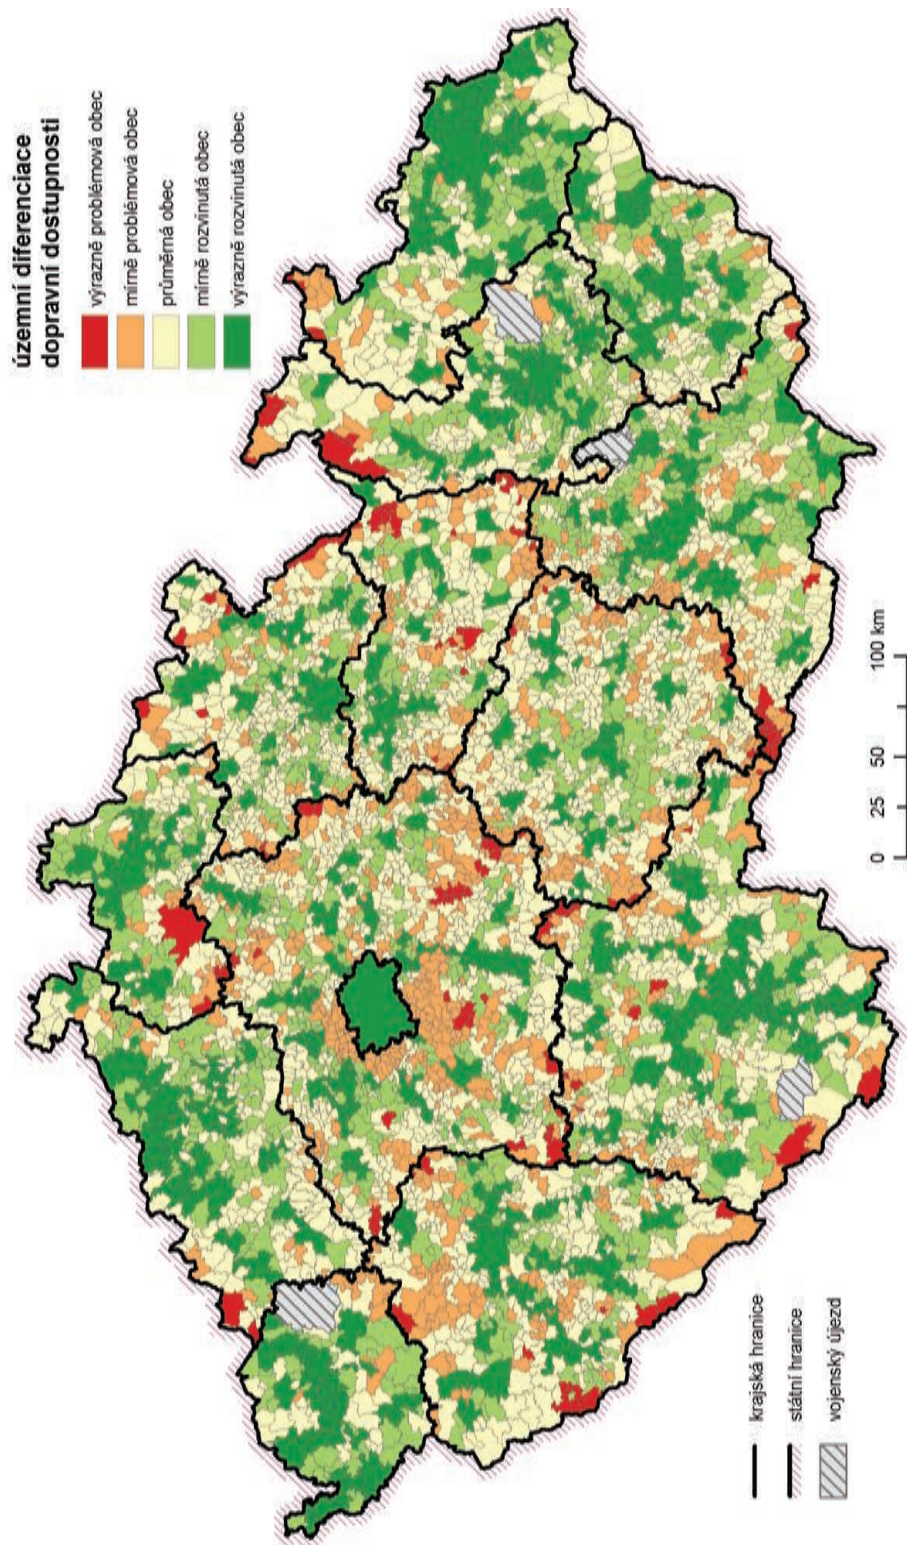 územní diferenciace
dopravní dostupnosti
výrazně problémová obec
mírně problémová obec
průměrná obec
mírně rozvinutá obec
výrazně rozvinutá obec
krajská hranice
státní hranice
vojenský újezd
0 25 50 100 km